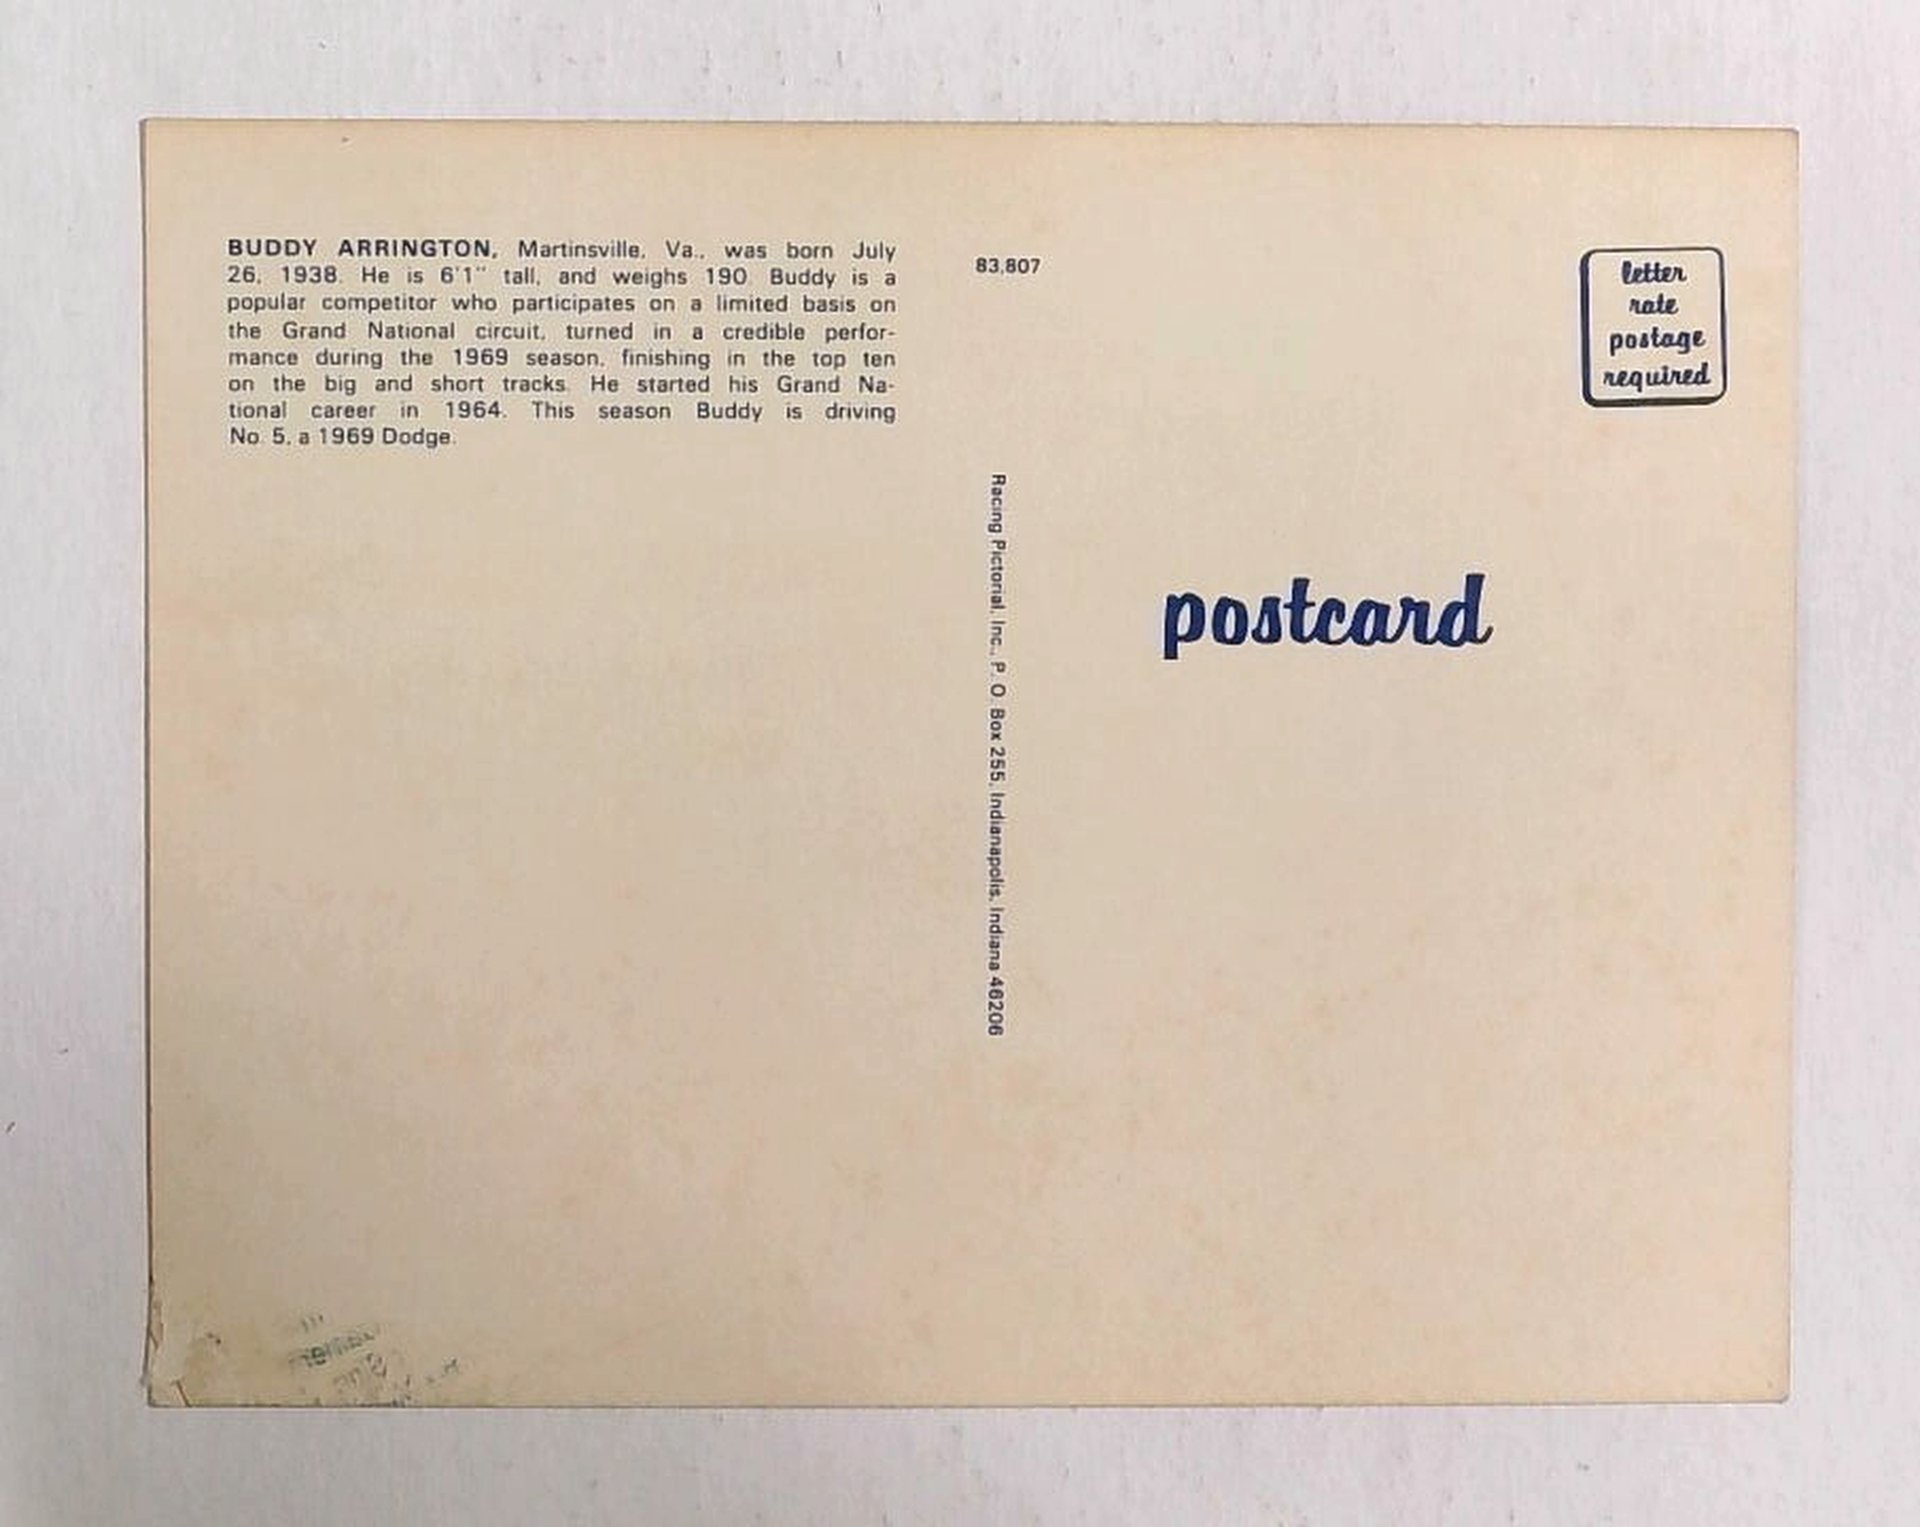 BUDDY ARRINGTON, Martinsville, Va., was born July
26, 1938. He is 6'1" tall, and weighs 190. Buddy is a
popular competitor who participates on a limited basis on
the Grand National circuit, turned in a credible perfor-
mance during the 1969 season, finishing in the top ten
on the big and short tracks. He started his Grand Na-
tional career in 1964. This season Buddy is driving
No. 5, a 1969 Dodge.
83,807
letter
rate
postage
required
Racing Pictorial, Inc., P. O. Box 255, Indianapolis, Indiana 46206
postcard